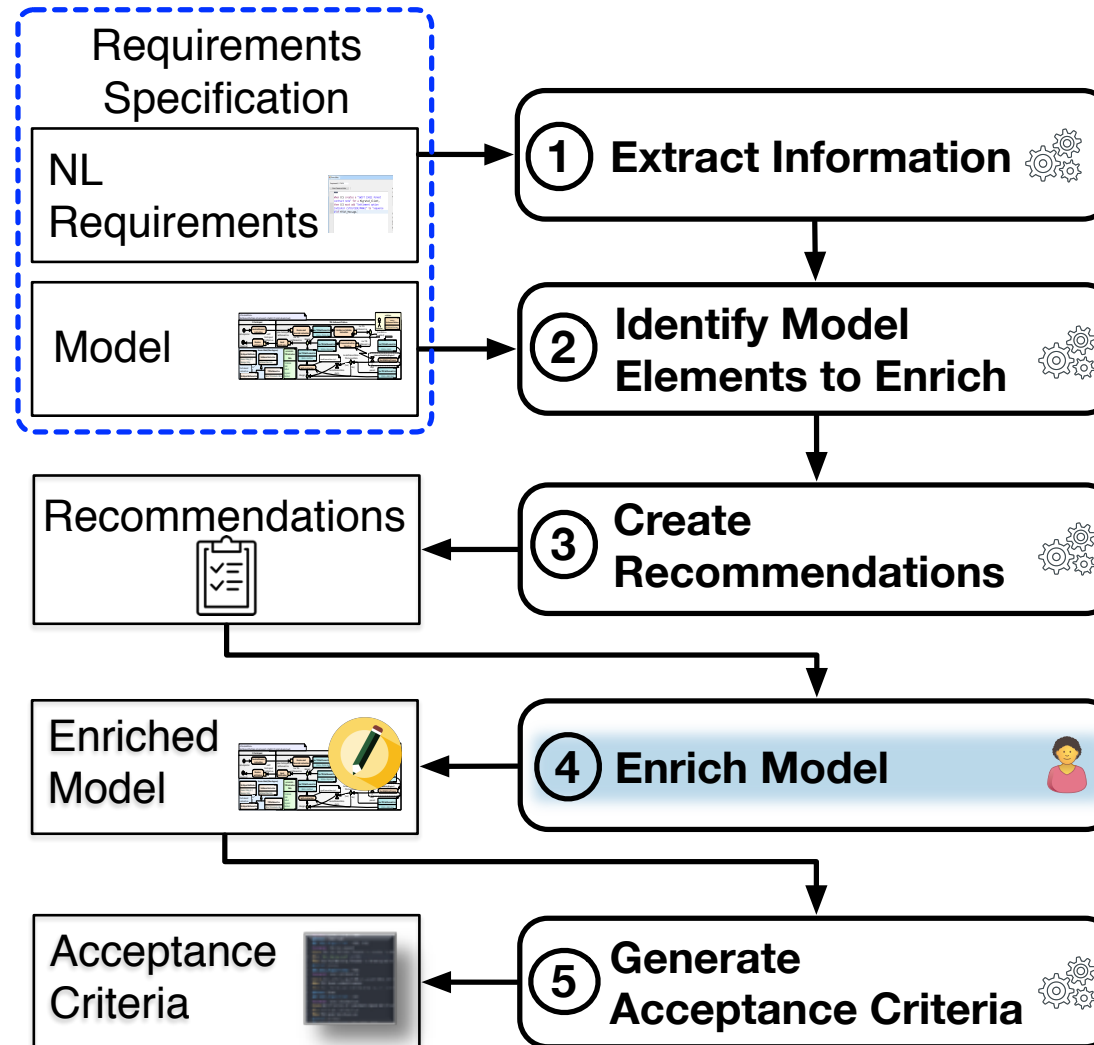 Requirements
Specification
NL
Requirements
1 Extract Information
Model
2 Identify Model
Elements to Enrich
Recommendations
3 Create
Recommendations
Enriched
Model
4 Enrich Model
Acceptance
Criteria
5 Generate
Acceptance Criteria